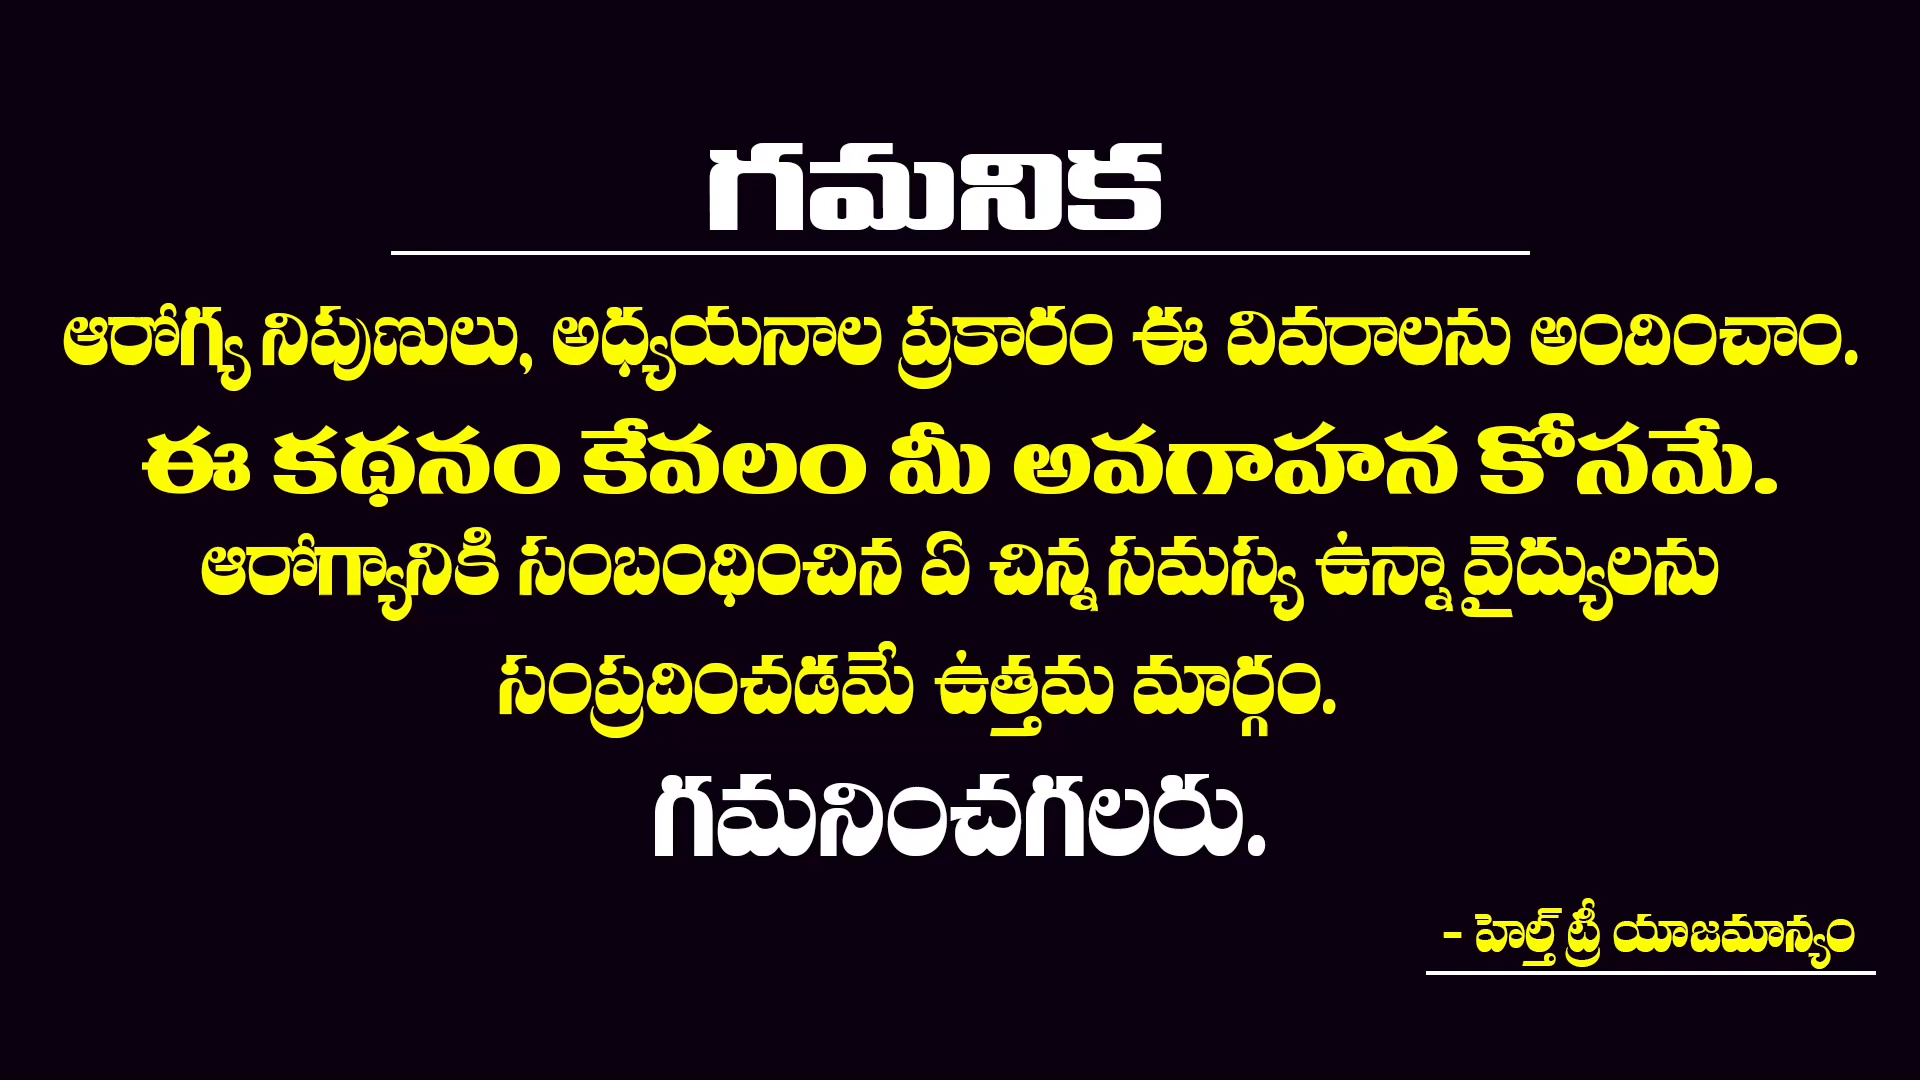 గమనిక
ఆరోగ్య నిపుణులు, అధ్యయనాల ప్రకారం ఈ వివరాలను అందించాం.
ఈ కథనం కేవలం మీ అవగాహన కోసమే.
ఆరోగ్యానికి సంబంధించిన ఏ చిన్న సమస్య ఉన్నా వైద్యులను
సంప్రదించడమే ఉత్తమ మార్గం.
గమనించగలరు.
- హెల్త్ ట్రీ యాజమాన్యం